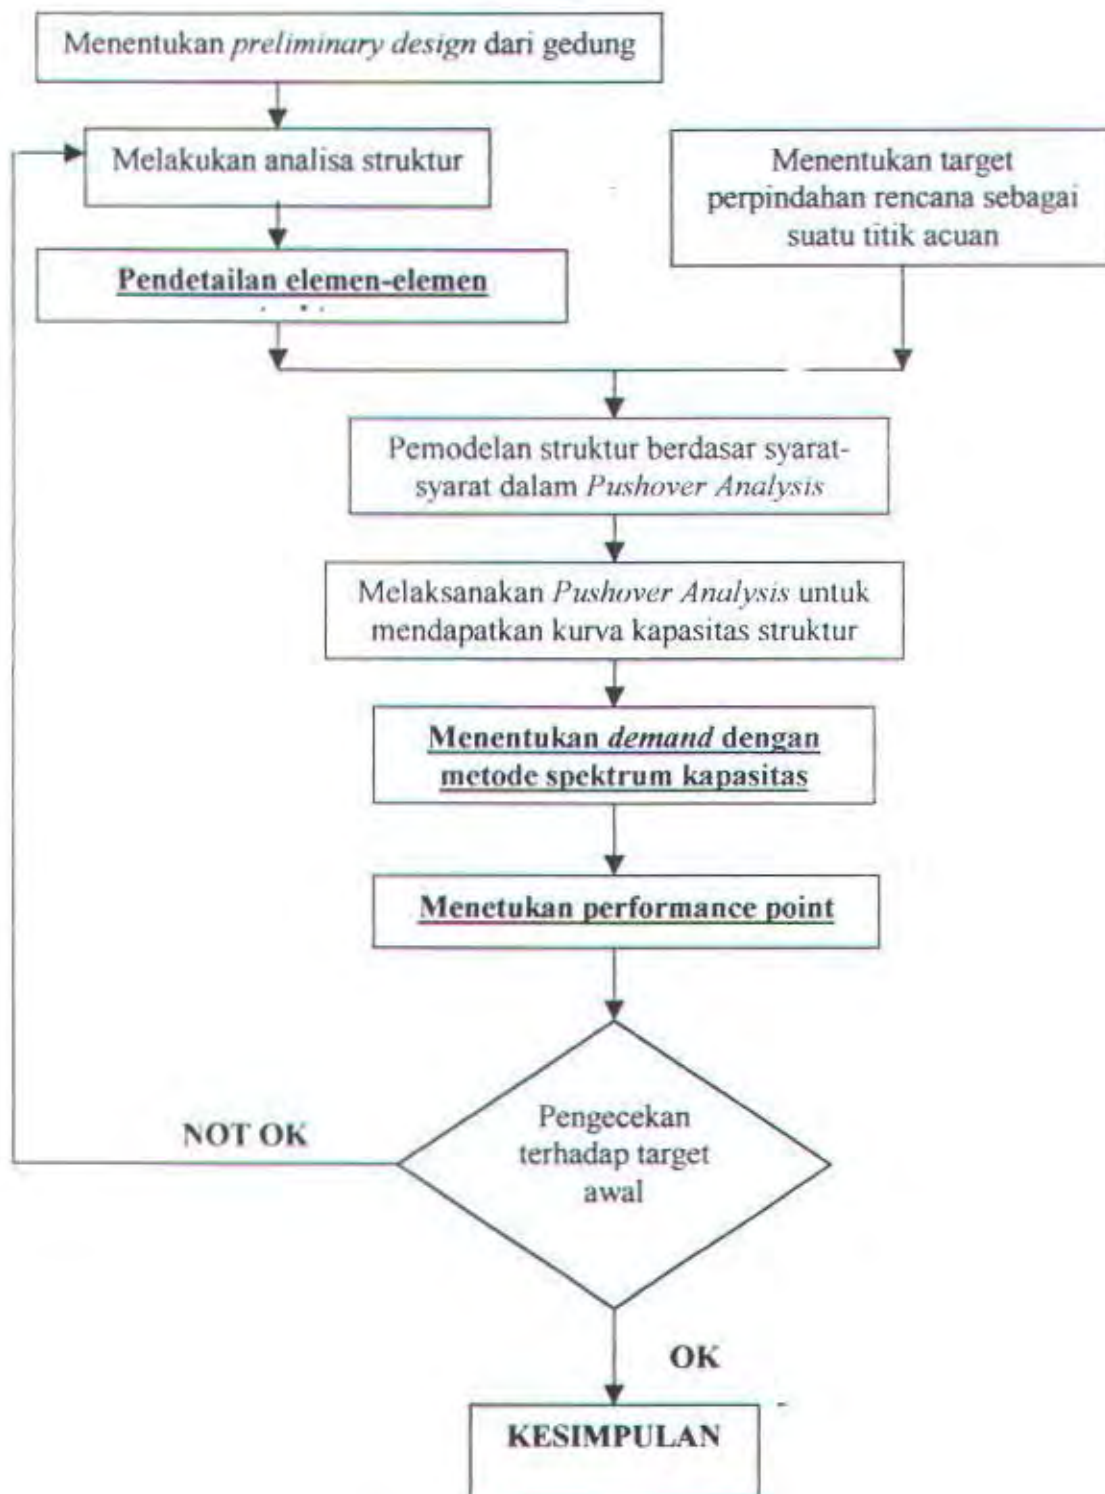 Menentukan preliminary design dari gedung
Melakukan analisa struktur
Menentukan target
perpindahan rencana sebagai
suatu titik acuan
Pendetailan elemen-elemen
Pemodelan struktur berdasar syarat-
syarat dalam Pushover Analysis
Melaksanakan Pushover Analysis untuk
mendapatkan kurva kapasitas struktur
Menentukan demand dengan
metode spektrum kapasitas
Menetukan performance point
Pengecekan
terhadap target
awal
NOT OK
OK
KESIMPULAN